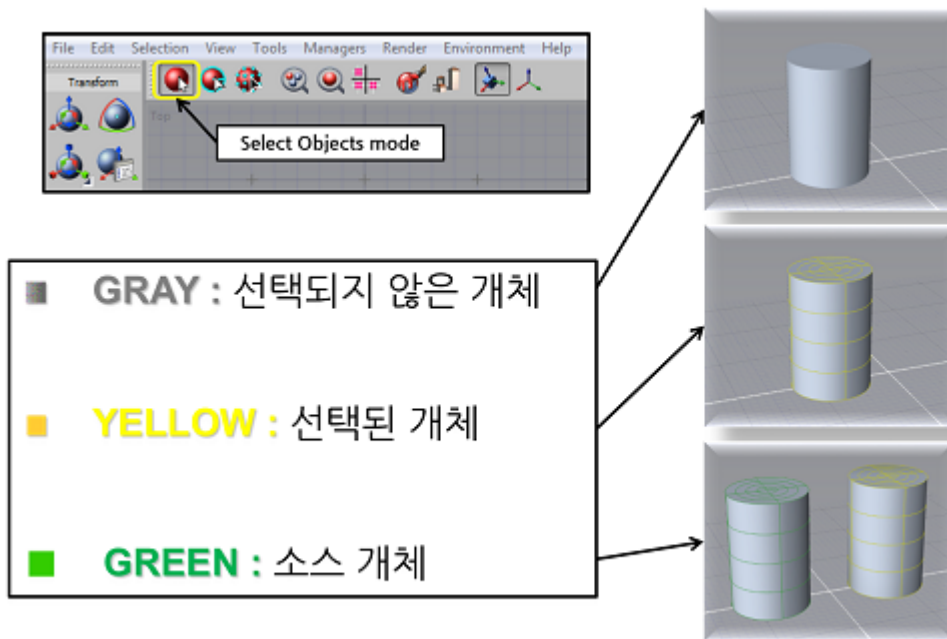 File Edit Selection View Tools Managers Render Environment Help
Transform
Top
Select Objects mode
GRAY : 선택되지 않은 개체
YELLOW : 선택된 개체
GREEN : 소스 개체